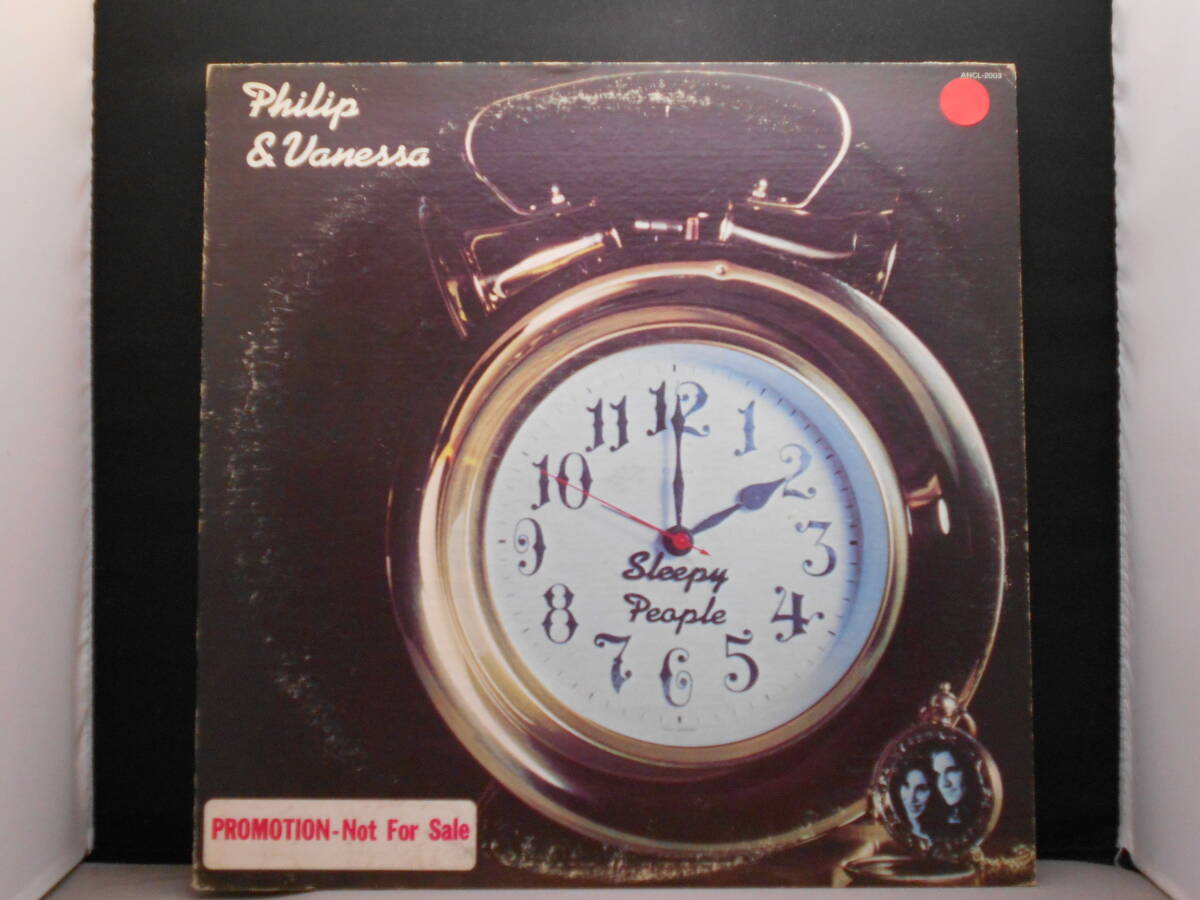 Philip
& Vanessa
ANCL-2003
12
1
2
3
4
5
6
7
8
9
10
11
Sleepy
People
PROMOTION-Not For Sale